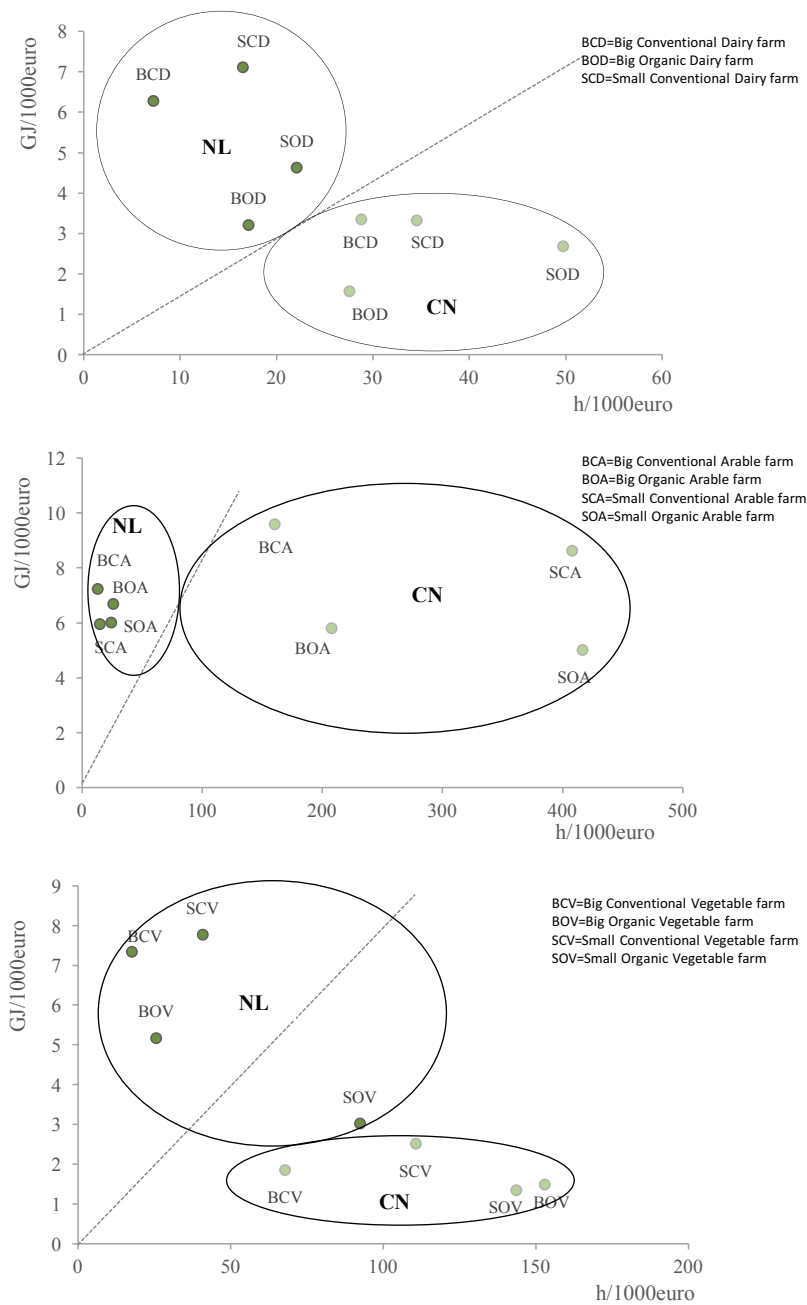 BCD=Big Conventional Dairy farm
BOD=Big Organic Dairy farm
SCD=Small Conventional Dairy farm
GJ/1000euro
9
8
7
6
5
4
3
2
1
0
SCD
BCD
NL
SOD
BOD
BCD
SCD
SOD
BOD
CN
0 10 20 30 40 50 60
h/1000euro
BCA=Big Conventional Arable farm
BOA=Big Organic Arable farm
SCA=Small Conventional Arable farm
SOA=Small Organic Arable farm
GJ/1000euro
12
10
8
6
4
2
0
NL
BCA
BOA
SOA
SCA
BCA
SCA
CN
BOA
SOA
0 100 200 300 400 500
h/1000euro
BCV=Big Conventional Vegetable farm
BOV=Big Organic Vegetable farm
SCV=Small Conventional Vegetable farm
SOV=Small Organic Vegetable farm
GJ/1000euro
9
8
7
6
5
4
3
2
1
0
SCV
BCV
BOV
NL
SOV
SCV
BCV
CN
SOV
BOV
0 50 100 150 200
h/1000euro